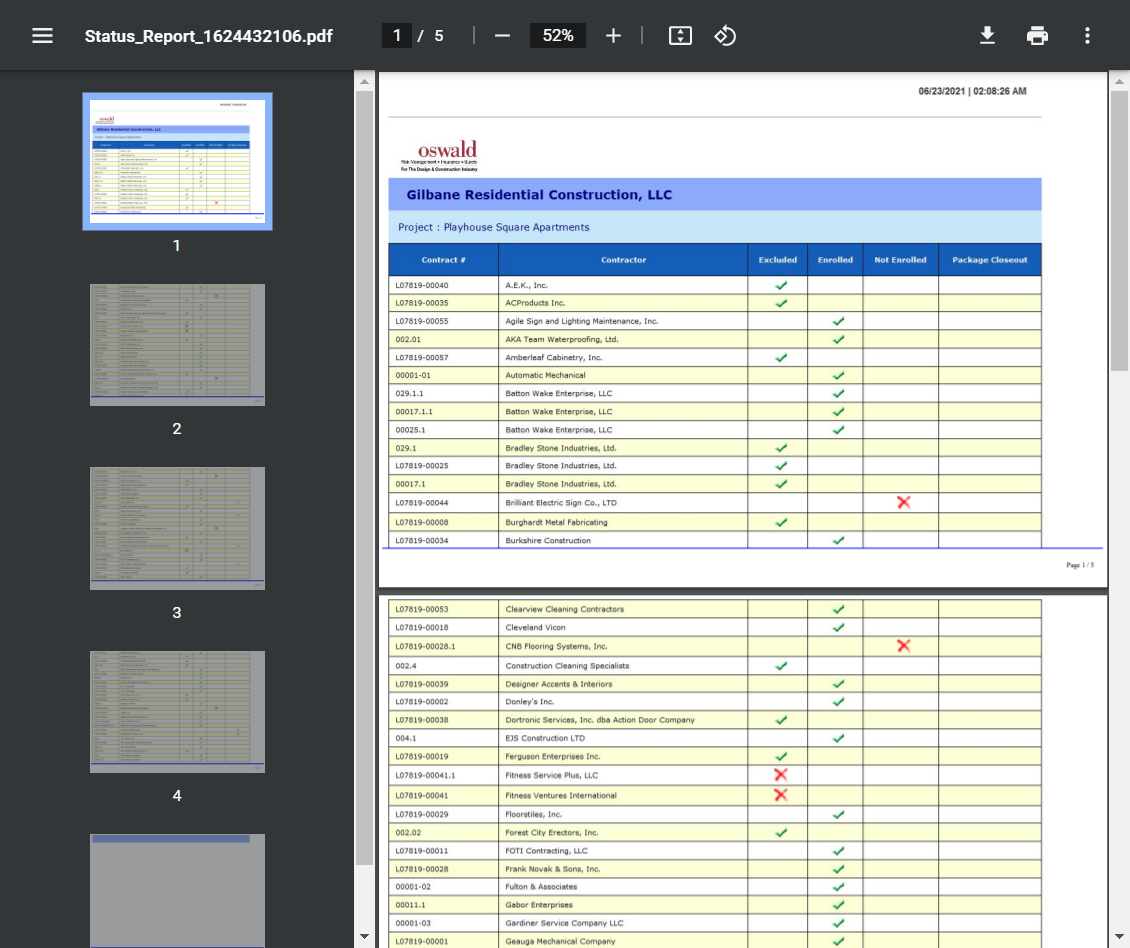 Status_Report_1624432106.pdf 1 / 5 52%
06/23/2021 | 02:08:26 AM
oswald
Risk Management • Insurance • Surety
For The Design & Construction Industry
Gilbane Residential Construction, LLC
Project : Playhouse Square Apartments
Contract # Contractor Excluded Enrolled Not Enrolled Package Closeout
L07819-00040 A.E.K., Inc.
L07819-00035 ACProducts Inc.
L07819-00055 Agile Sign and Lighting Maintenance, Inc.
002.01 AKA Team Waterproofing, Ltd.
L07819-00057 Amberleaf Cabinetry, Inc.
00001-01 Automatic Mechanical
029.1.1 Batton Wake Enterprise, LLC
00017.1.1 Batton Wake Enterprise, LLC
00025.1 Batton Wake Enterprise, LLC
029.1 Bradley Stone Industries, Ltd.
L07819-00025 Bradley Stone Industries, Ltd.
00017.1 Bradley Stone Industries, Ltd.
L07819-00044 Brilliant Electric Sign Co., LTD
L07819-00008 Burghardt Metal Fabricating
L07819-00034 Burkshire Construction
Page 1 / 5
L07819-00053 Clearview Cleaning Contractors
L07819-00018 Cleveland Vicon
L07819-00028.1 CNB Flooring Systems, Inc.
002.4 Construction Cleaning Specialists
L07819-00039 Designer Accents & Interiors
L07819-00002 Donley's Inc.
L07819-00038 Dortronic Services, Inc. dba Action Door Company
004.1 EJS Construction LTD
L07819-00019 Ferguson Enterprises Inc.
L07819-00041.1 Fitness Service Plus, LLC
L07819-00041 Fitness Ventures International
L07819-00029 Floorstiles, Inc.
002.02 Forest City Erectors, Inc.
L07819-00011 FOTI Contracting, LLC
L07819-00028 Frank Novak & Sons, Inc.
00001-02 Fulton & Associates
00011.1 Gabor Enterprises
00001-03 Gardiner Service Company LLC
L07819-00001 Geauga Mechanical Company
1
2
3
4